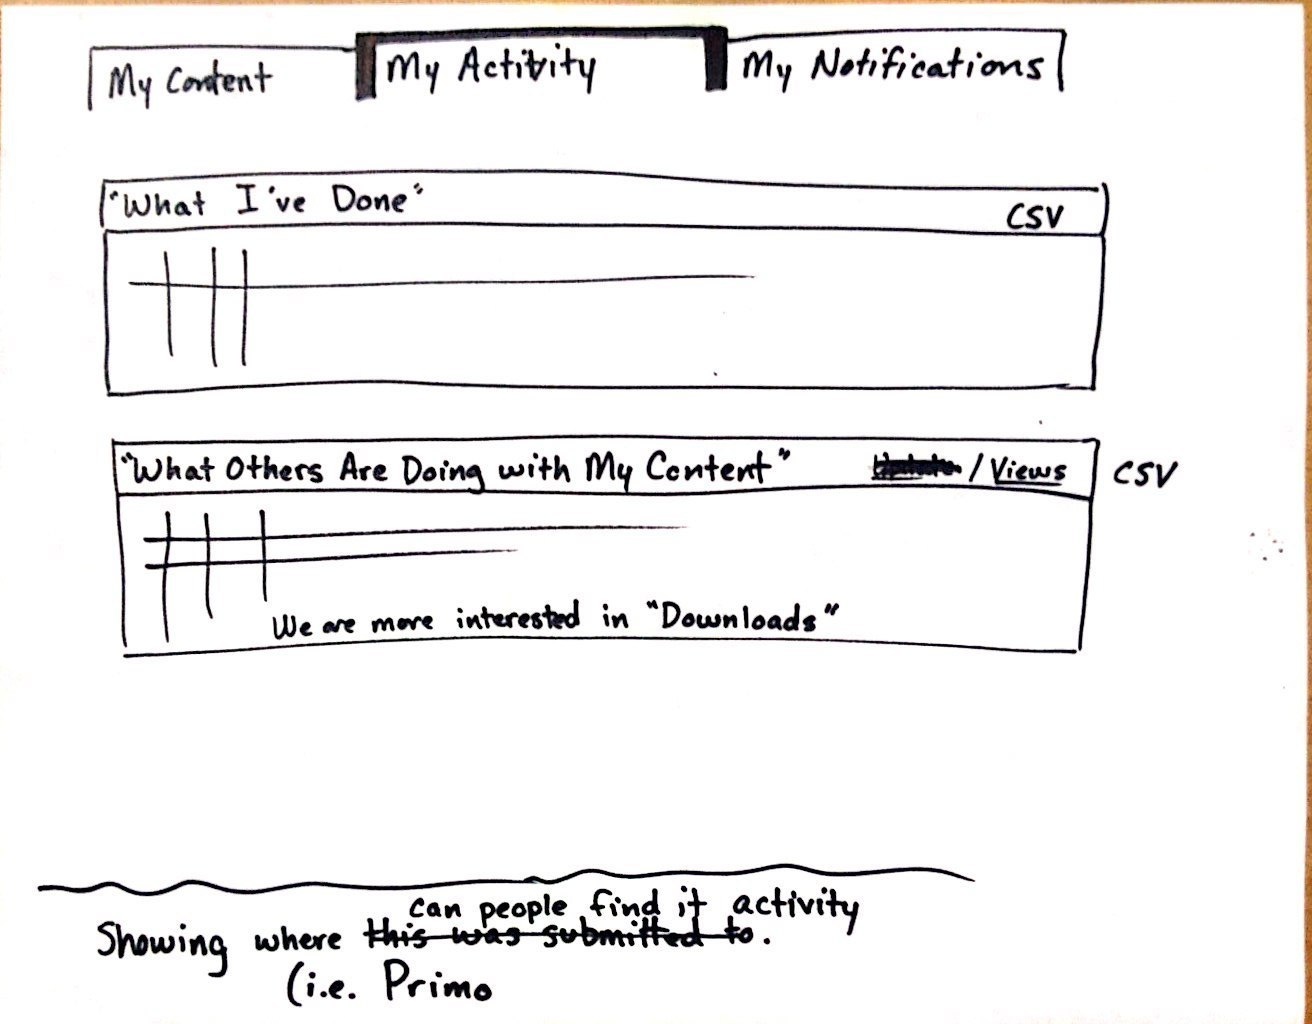 My Content My Activity My Notifications
"What I've Done" CSV
"What Others Are Doing with My Content" / Views CSV
We are more interested in "Downloads"
can people find it activity
Showing where this was submitted to.
(i.e. Primo